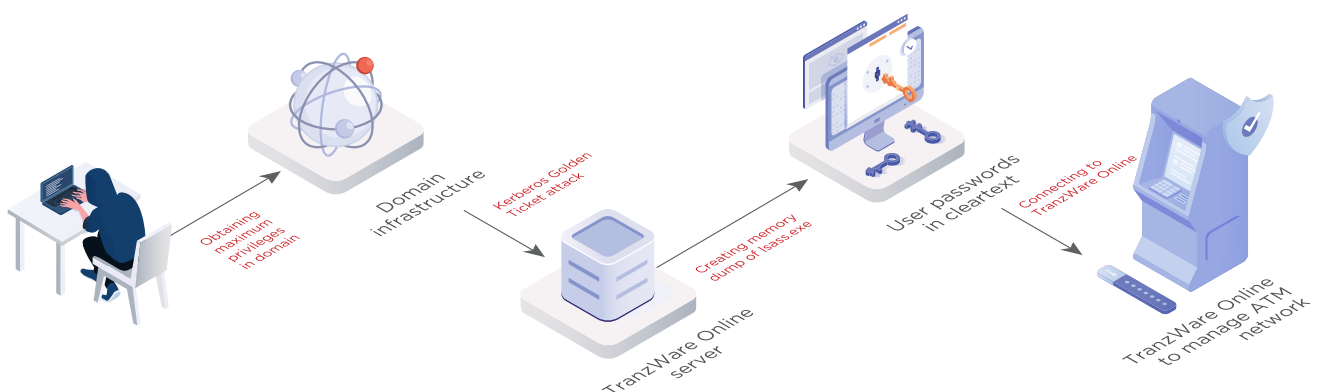 Obtaining
maximum
privileges
in domain
Domain
infrastructure
Kerberos Golden
Ticket attack
TranzWare Online
server
Creating memory
dump of lsass.exe
User passwords
in cleartext
Connecting to
TranzWare Online
TranzWare Online
to manage ATM
network